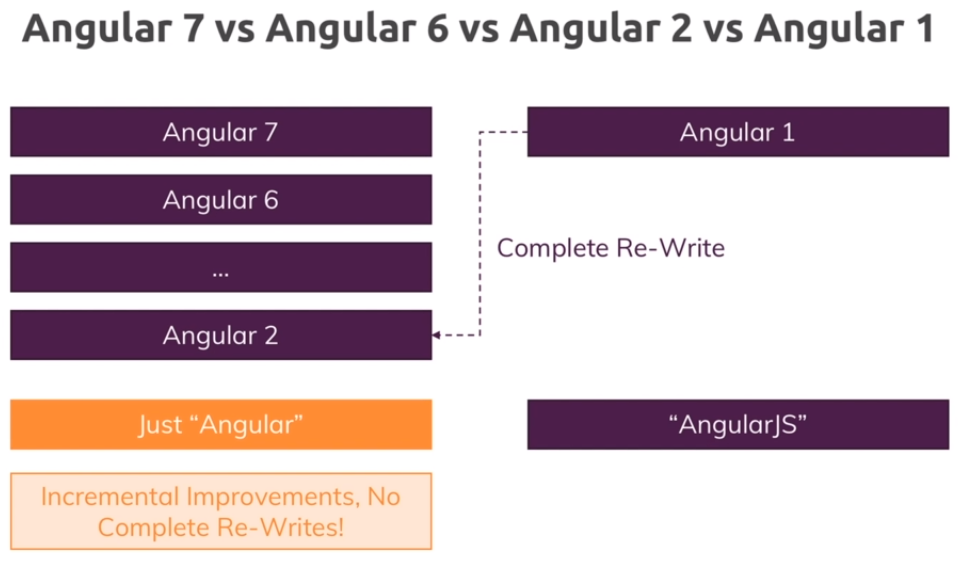 Angular 7 vs Angular 6 vs Angular 2 vs Angular 1
Angular 7
Angular 1
Angular 6
Complete Re-Write
...
Angular 2
Just “Angular”
“AngularJS”
Incremental Improvements, No
Complete Re-Writes!